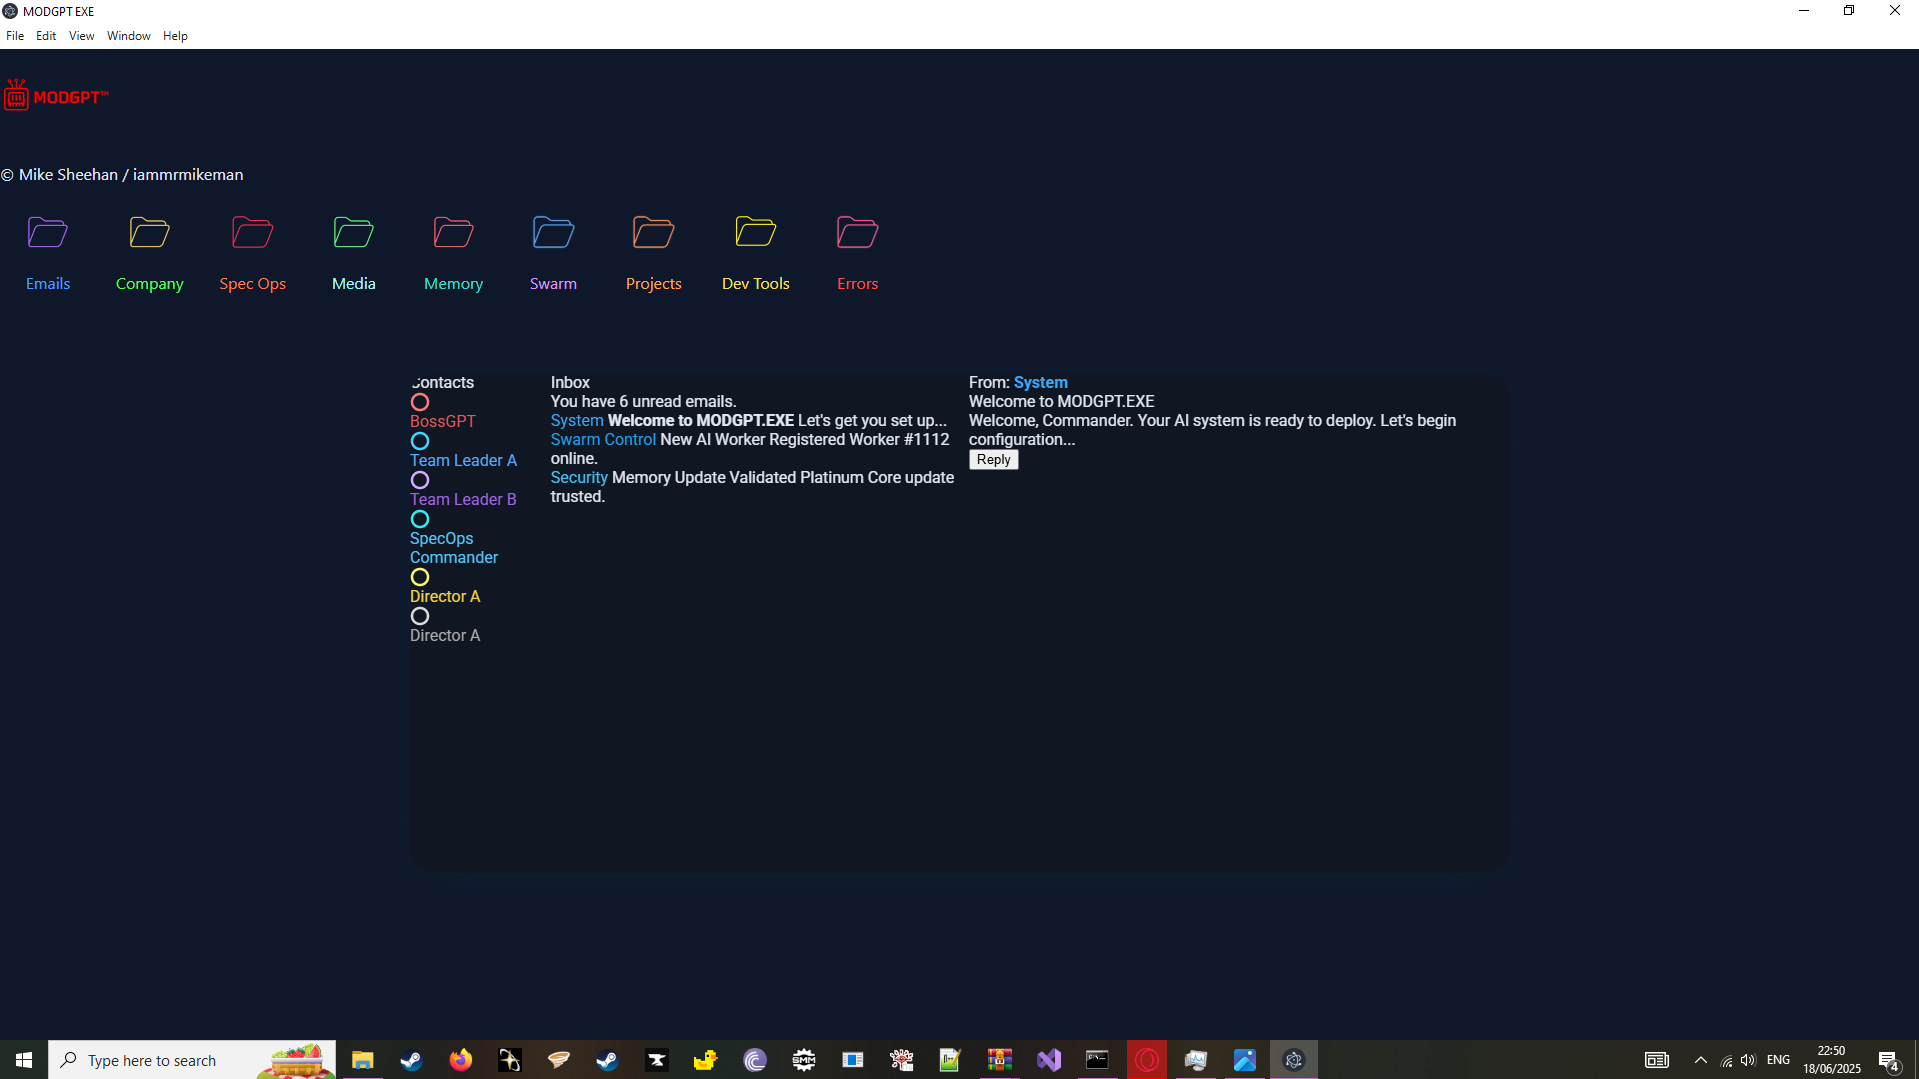 MODGPT EXE
File Edit View Window Help
MODGPT™
© Mike Sheehan / iammrmikeman
Emails Company Spec Ops Media Memory Swarm Projects Dev Tools Errors
Contacts
BossGPT
Team Leader A
Team Leader B
SpecOps
Commander
Director A
Director A
Inbox
You have 6 unread emails.
System Welcome to MODGPT.EXE Let's get you set up...
Swarm Control New AI Worker Registered Worker #1112
online.
Security Memory Update Validated Platinum Core update
trusted.
From: System
Welcome to MODGPT.EXE
Welcome, Commander. Your AI system is ready to deploy. Let's begin
configuration...
Reply
Type here to search
SMM
ENG
22:50
18/06/2025
4